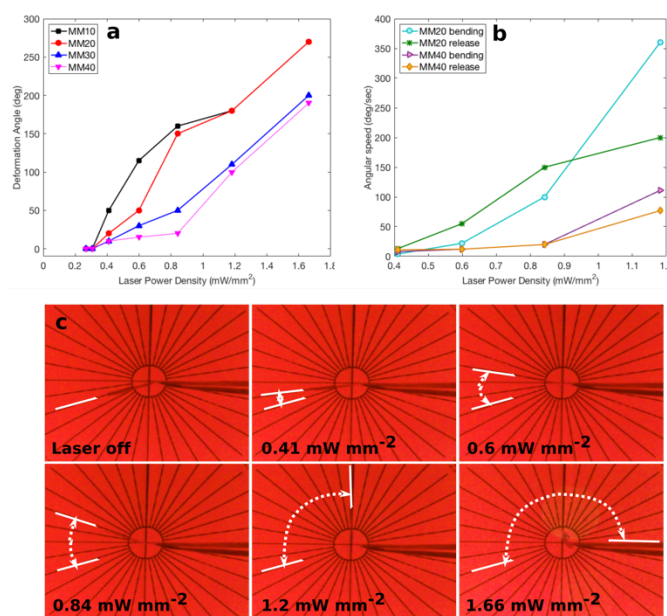 a
MM10
MM20
MM30
MM40
Deformation Angle (deg)
300
250
200
150
100
50
0
0 0.2 0.4 0.6 0.8 1 1.2 1.4 1.6 1.8
Laser Power Density (mW/mm²)
b
MM20 bending
MM20 release
MM40 bending
MM40 release
Angular speed (deg/sec)
400
350
300
250
200
150
100
50
0
0.4 0.5 0.6 0.7 0.8 0.9 1 1.1
Laser Power Density (mW/mm²)
c
Laser off
0.41 mW mm⁻²
0.6 mW mm⁻²
0.84 mW mm⁻²
1.2 mW mm⁻²
1.66 mW mm⁻²